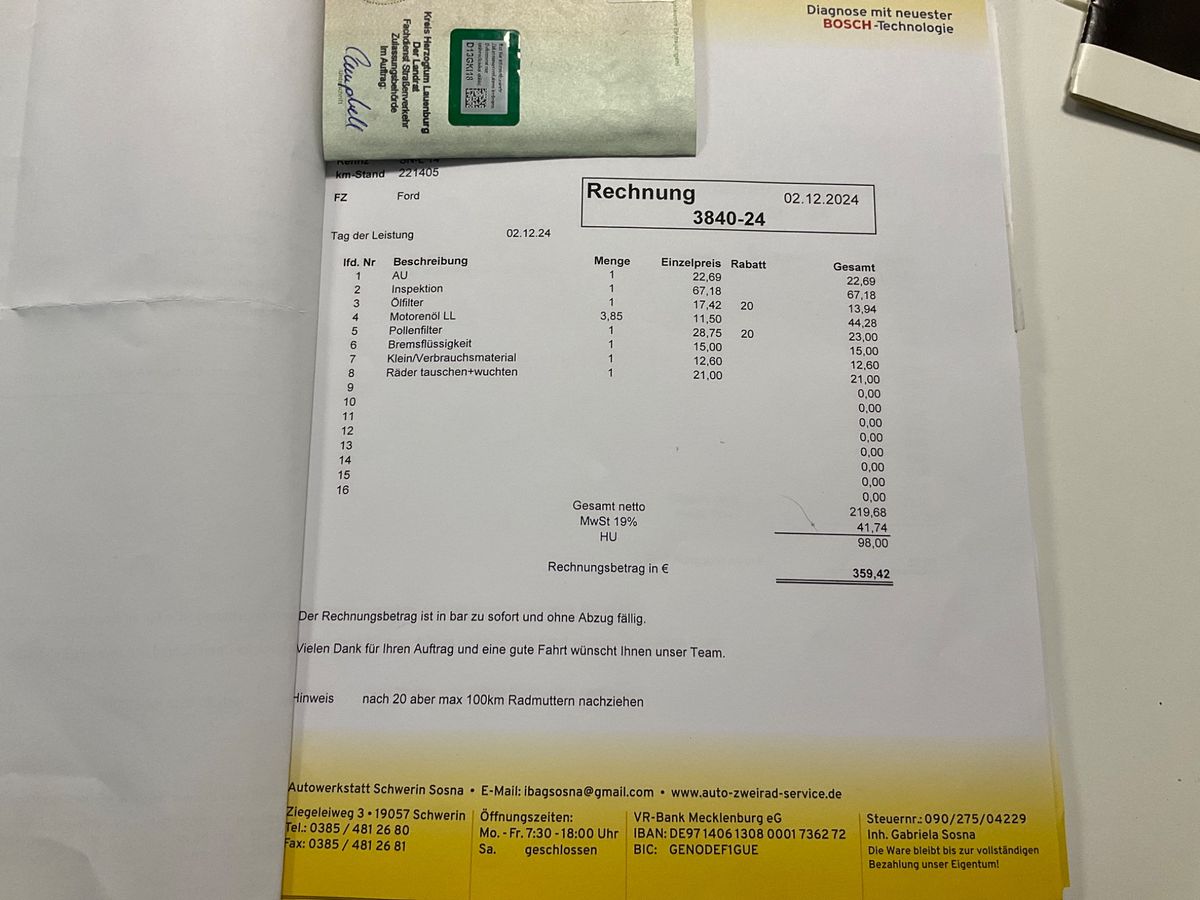 Diagnose mit neuester
BOSCH-Technologie
Kreis Herzogtum Lauenburg
Der Landrat
Fachdienst Straßenverkehr
Zulassungsbehörde
Im Auftrag:
Campbell
km-Stand 221405
FZ Ford
Rechnung 02.12.2024
3840-24
Tag der Leistung 02.12.24
lfd. Nr Beschreibung Menge Einzelpreis Rabatt Gesamt
1 AU 1 22,69 22,69
2 Inspektion 1 67,18 67,18
3 Ölfilter 1 17,42 20 13,94
4 Motorenöl LL 3,85 11,50 44,28
5 Pollenfilter 1 28,75 20 23,00
6 Bremsflüssigkeit 1 15,00 15,00
7 Klein/Verbrauchsmaterial 1 12,60 12,60
8 Räder tauschen+wuchten 1 21,00 21,00
9 0,00
10 0,00
11 0,00
12 0,00
13 0,00
14 0,00
15 0,00
16 0,00
Gesamt netto 219,68
MwSt 19% 41,74
HU 98,00
Rechnungsbetrag in € 359,42
Der Rechnungsbetrag ist in bar zu sofort und ohne Abzug fällig.
Vielen Dank für Ihren Auftrag und eine gute Fahrt wünscht Ihnen unser Team.
Hinweis nach 20 aber max 100km Radmuttern nachziehen
Autowerkstatt Schwerin Sosna • E-Mail: ibagsosna@gmail.com • www.auto-zweirad-service.de
Ziegeleiweg 3 • 19057 Schwerin
Tel.: 0385 / 481 26 80
Fax: 0385 / 481 26 81
Öffnungszeiten:
Mo. - Fr. 7:30 - 18:00 Uhr
Sa. geschlossen
VR-Bank Mecklenburg eG
IBAN: DE97 1406 1308 0001 7362 72
BIC: GENODEF1GUE
Steuernr.: 090/275/04229
Inh. Gabriela Sosna
Die Ware bleibt bis zur vollständigen
Bezahlung unser Eigentum!